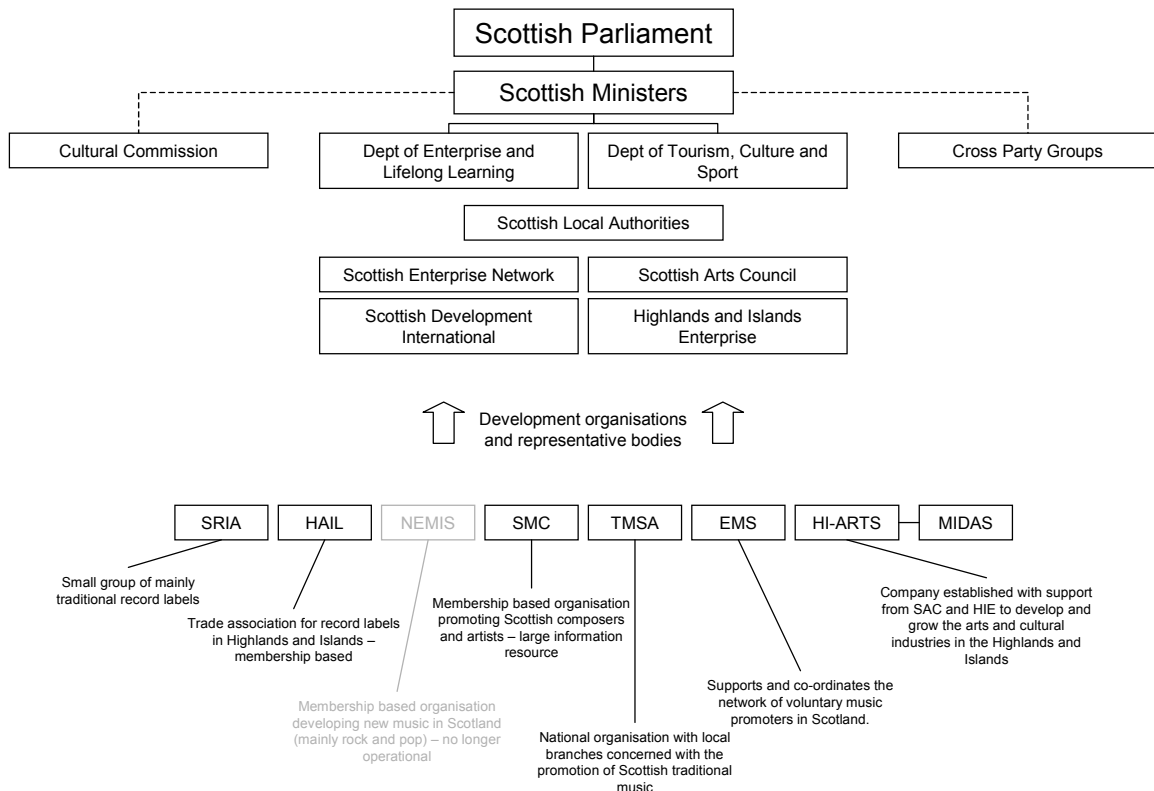 Scottish Parliament
Scottish Ministers
Cultural Commission
Dept of Enterprise and
Lifelong Learning
Dept of Tourism, Culture and
Sport
Cross Party Groups
Scottish Local Authorities
Scottish Enterprise Network
Scottish Arts Council
Scottish Development
International
Highlands and Islands
Enterprise
Development organisations
and representative bodies
SRIA
HAIL
NEMIS
SMC
TMSA
EMS
HI-ARTS
MIDAS
Small group of mainly
traditional record labels
Trade association for record labels
in Highlands and Islands –
membership based
Membership based organisation
developing new music in Scotland
(mainly rock and pop) – no longer
operational
Membership based organisation
promoting Scottish composers
and artists – large information
resource
National organisation with local
branches concerned with the
promotion of Scottish traditional
music
Supports and co-ordinates the
network of voluntary music
promoters in Scotland.
Company established with support
from SAC and HIE to develop and
grow the arts and cultural
industries in the Highlands and
Islands